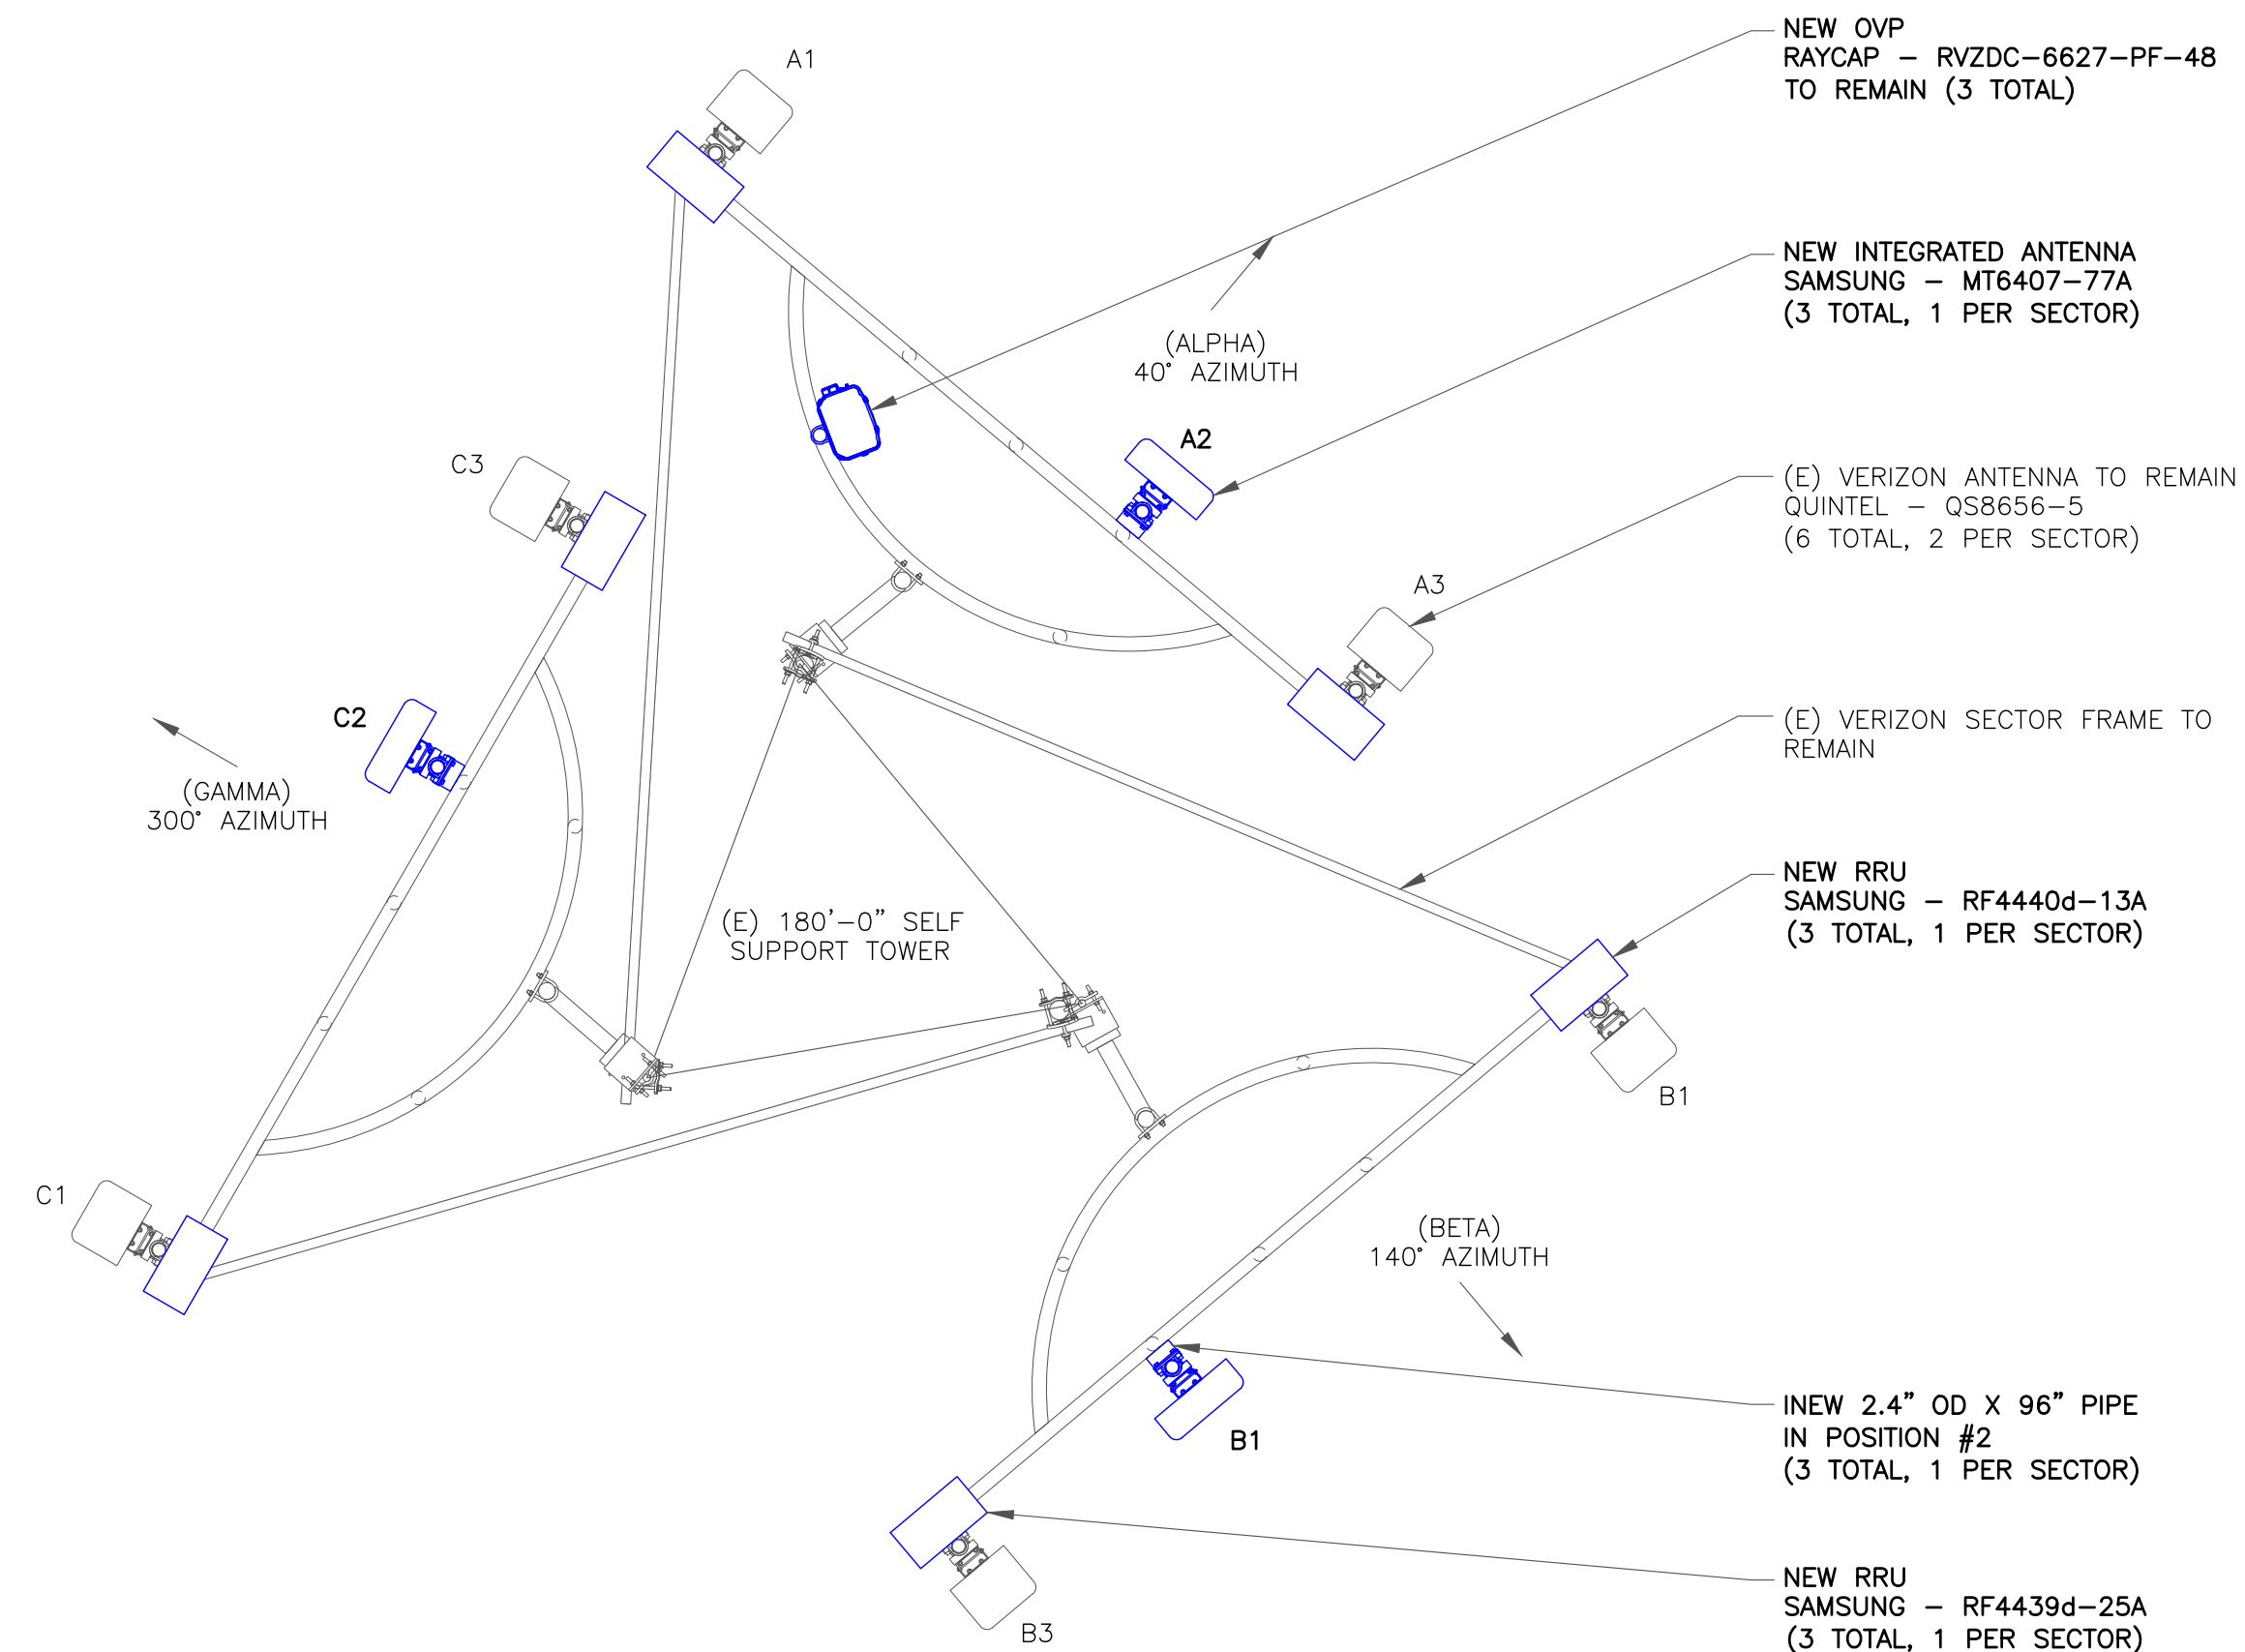 A1
NEW OVP
RAYCAP – RVZDC–6627–PF–48
TO REMAIN (3 TOTAL)
NEW INTEGRATED ANTENNA
SAMSUNG – MT6407–77A
(3 TOTAL, 1 PER SECTOR)
(ALPHA)
40° AZIMUTH
A2
C3
(E) VERIZON ANTENNA TO REMAIN
QUINTEL – QS8656–5
(6 TOTAL, 2 PER SECTOR)
A3
C2
(E) VERIZON SECTOR FRAME TO
REMAIN
(GAMMA)
300° AZIMUTH
NEW RRU
SAMSUNG – RF4440d–13A
(3 TOTAL, 1 PER SECTOR)
(E) 180'–0" SELF
SUPPORT TOWER
B1
C1
(BETA)
140° AZIMUTH
INEW 2.4" OD X 96" PIPE
IN POSITION #2
(3 TOTAL, 1 PER SECTOR)
B1
NEW RRU
SAMSUNG – RF4439d–25A
(3 TOTAL, 1 PER SECTOR)
B3